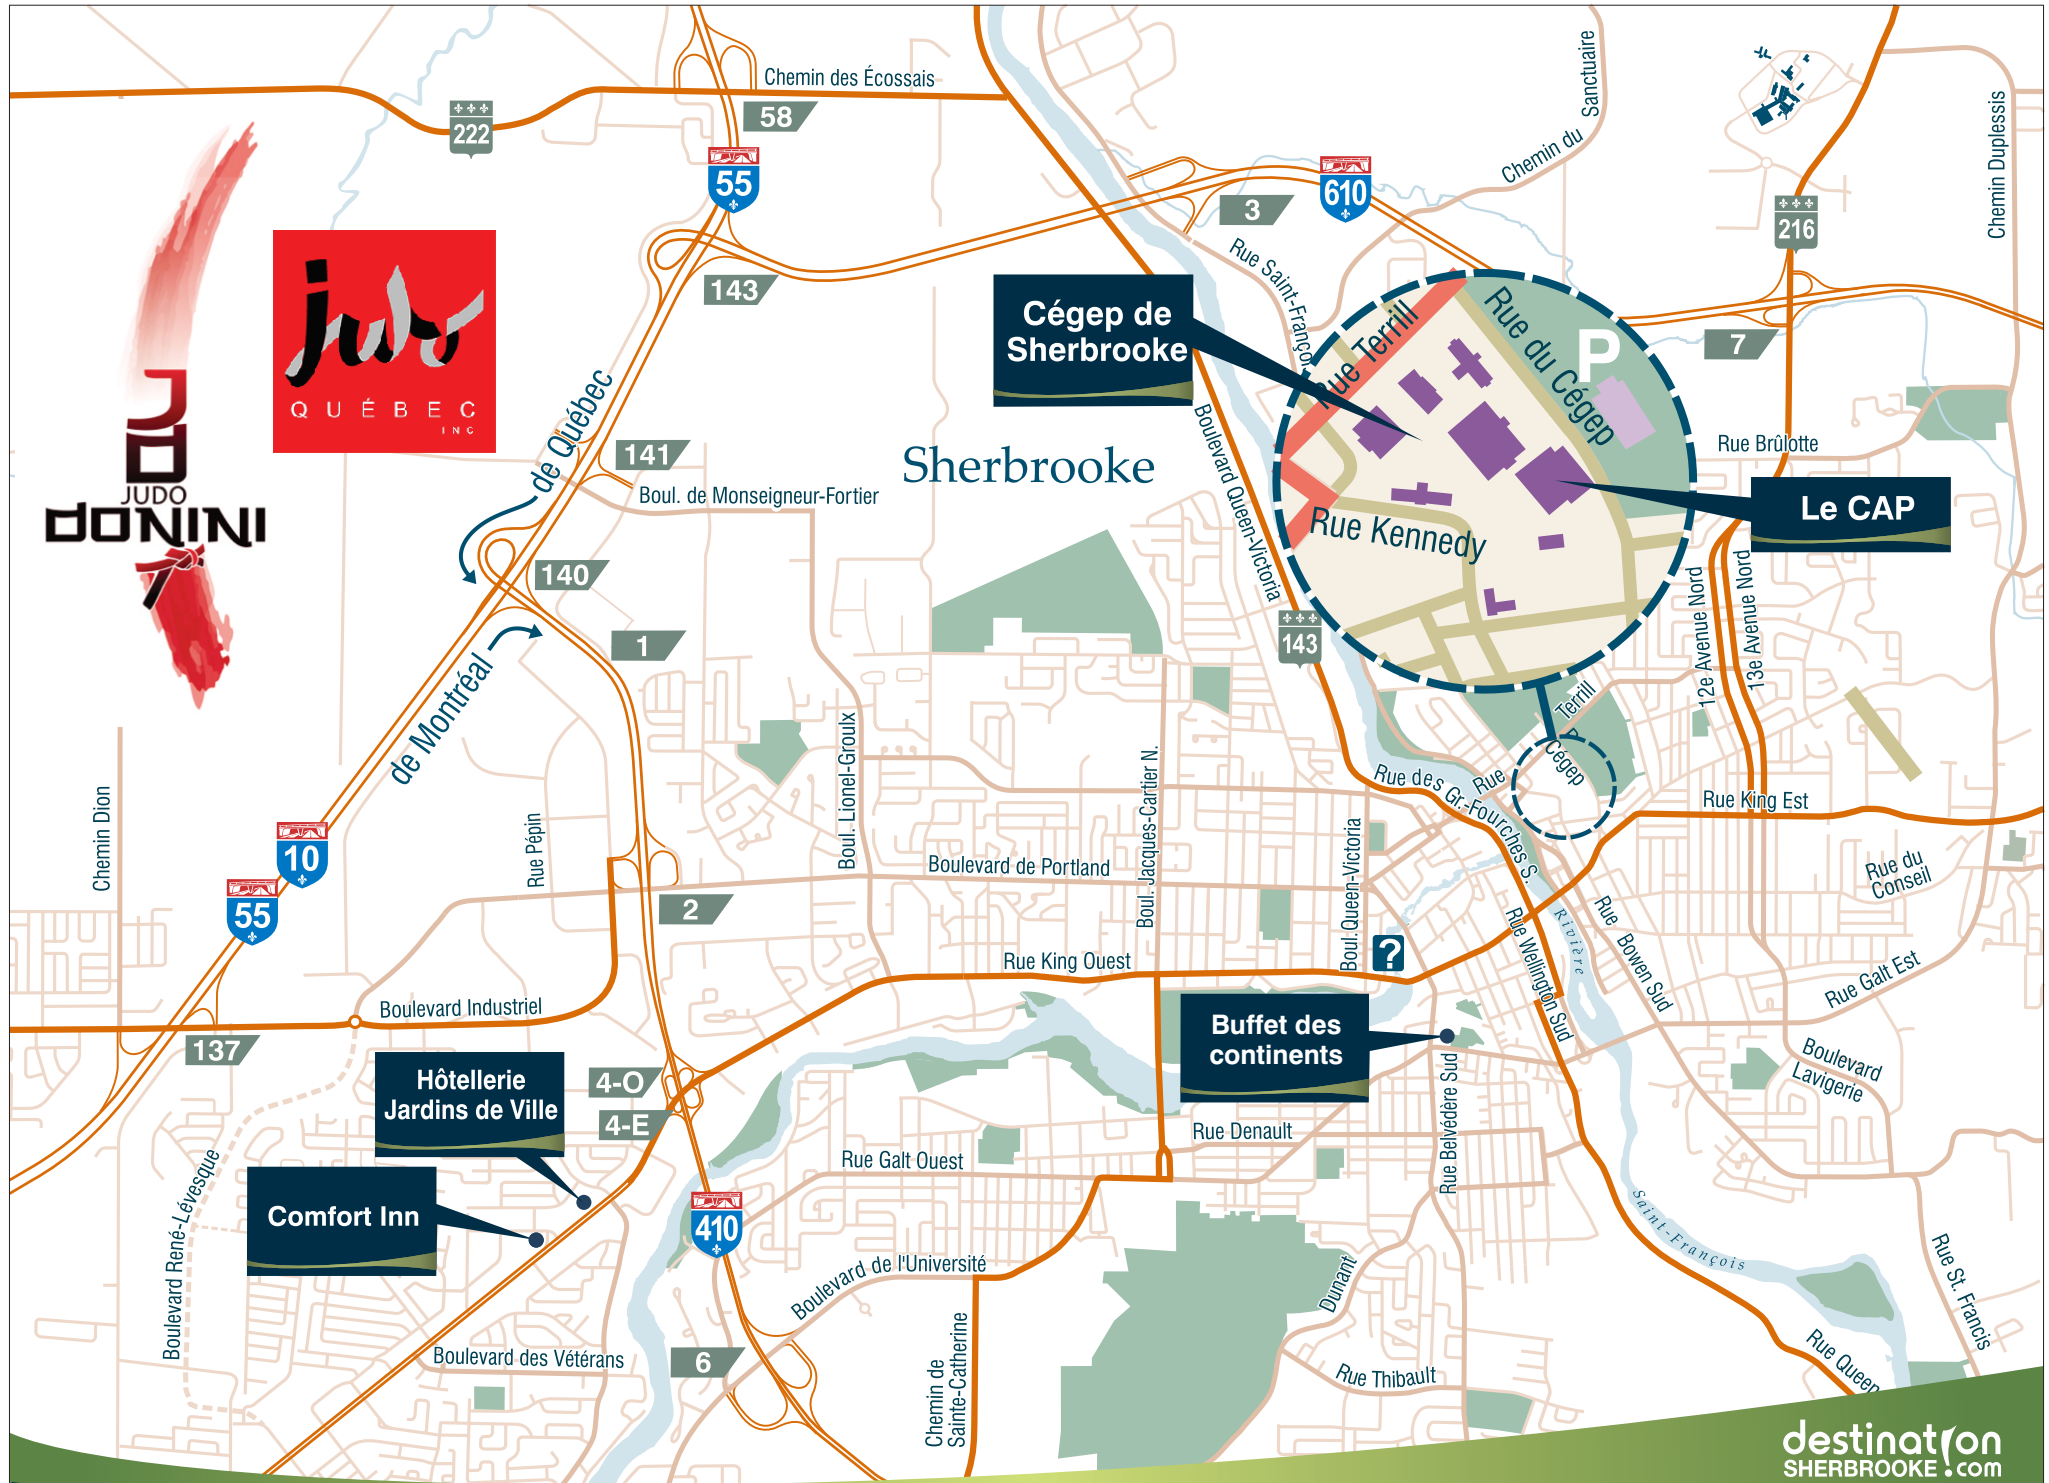 Chemin des Écossais
58
222
55
3
610
Chemin du
Sanctuaire
Chemin Duplessis
216
143
7
Rue Saint-Franço
Cégep de
Sherbrooke
Rue Terrill
Rue du Cégep
P
Rue Kennedy
Le CAP
Rue Brûlotte
judo
QUÉBEC
INC
JUDO
DONINI
de Québec
141
Boul. de Monseigneur-Fortier
Sherbrooke
Boulevard Queen-Victoria
140
1
143
de Montréal
12e Avenue Nord
13e Avenue Nord
Terrill
Cégep
Rue
Rue des Gr.-Fourches S.
Rue King Est
Chemin Dion
Rue Pépin
Boul. Lionel-Groulx
Boul. Jacques-Cartier N.
Boul. Queen-Victoria
10
55
Boulevard de Portland
2
Rue du
Conseil
Rue King Ouest
?
Rue Wellington Sud
Rivière
Rue Bowen Sud
Rue Galt Est
Boulevard Industriel
137
Hôtellerie
Jardins de Ville
4-O
4-E
Buffet des
continents
Rue Belvédère Sud
Boulevard
Lavigerie
Rue Denault
Rue Galt Ouest
Comfort Inn
Boulevard René-Lévesque
410
Boulevard de l'Université
Saint-François
Dunant
Rue St. Francis
Boulevard des Vétérans
6
Chemin de
Sainte-Catherine
Rue Thibault
Rue Queen
destination
SHERBROOKE.com